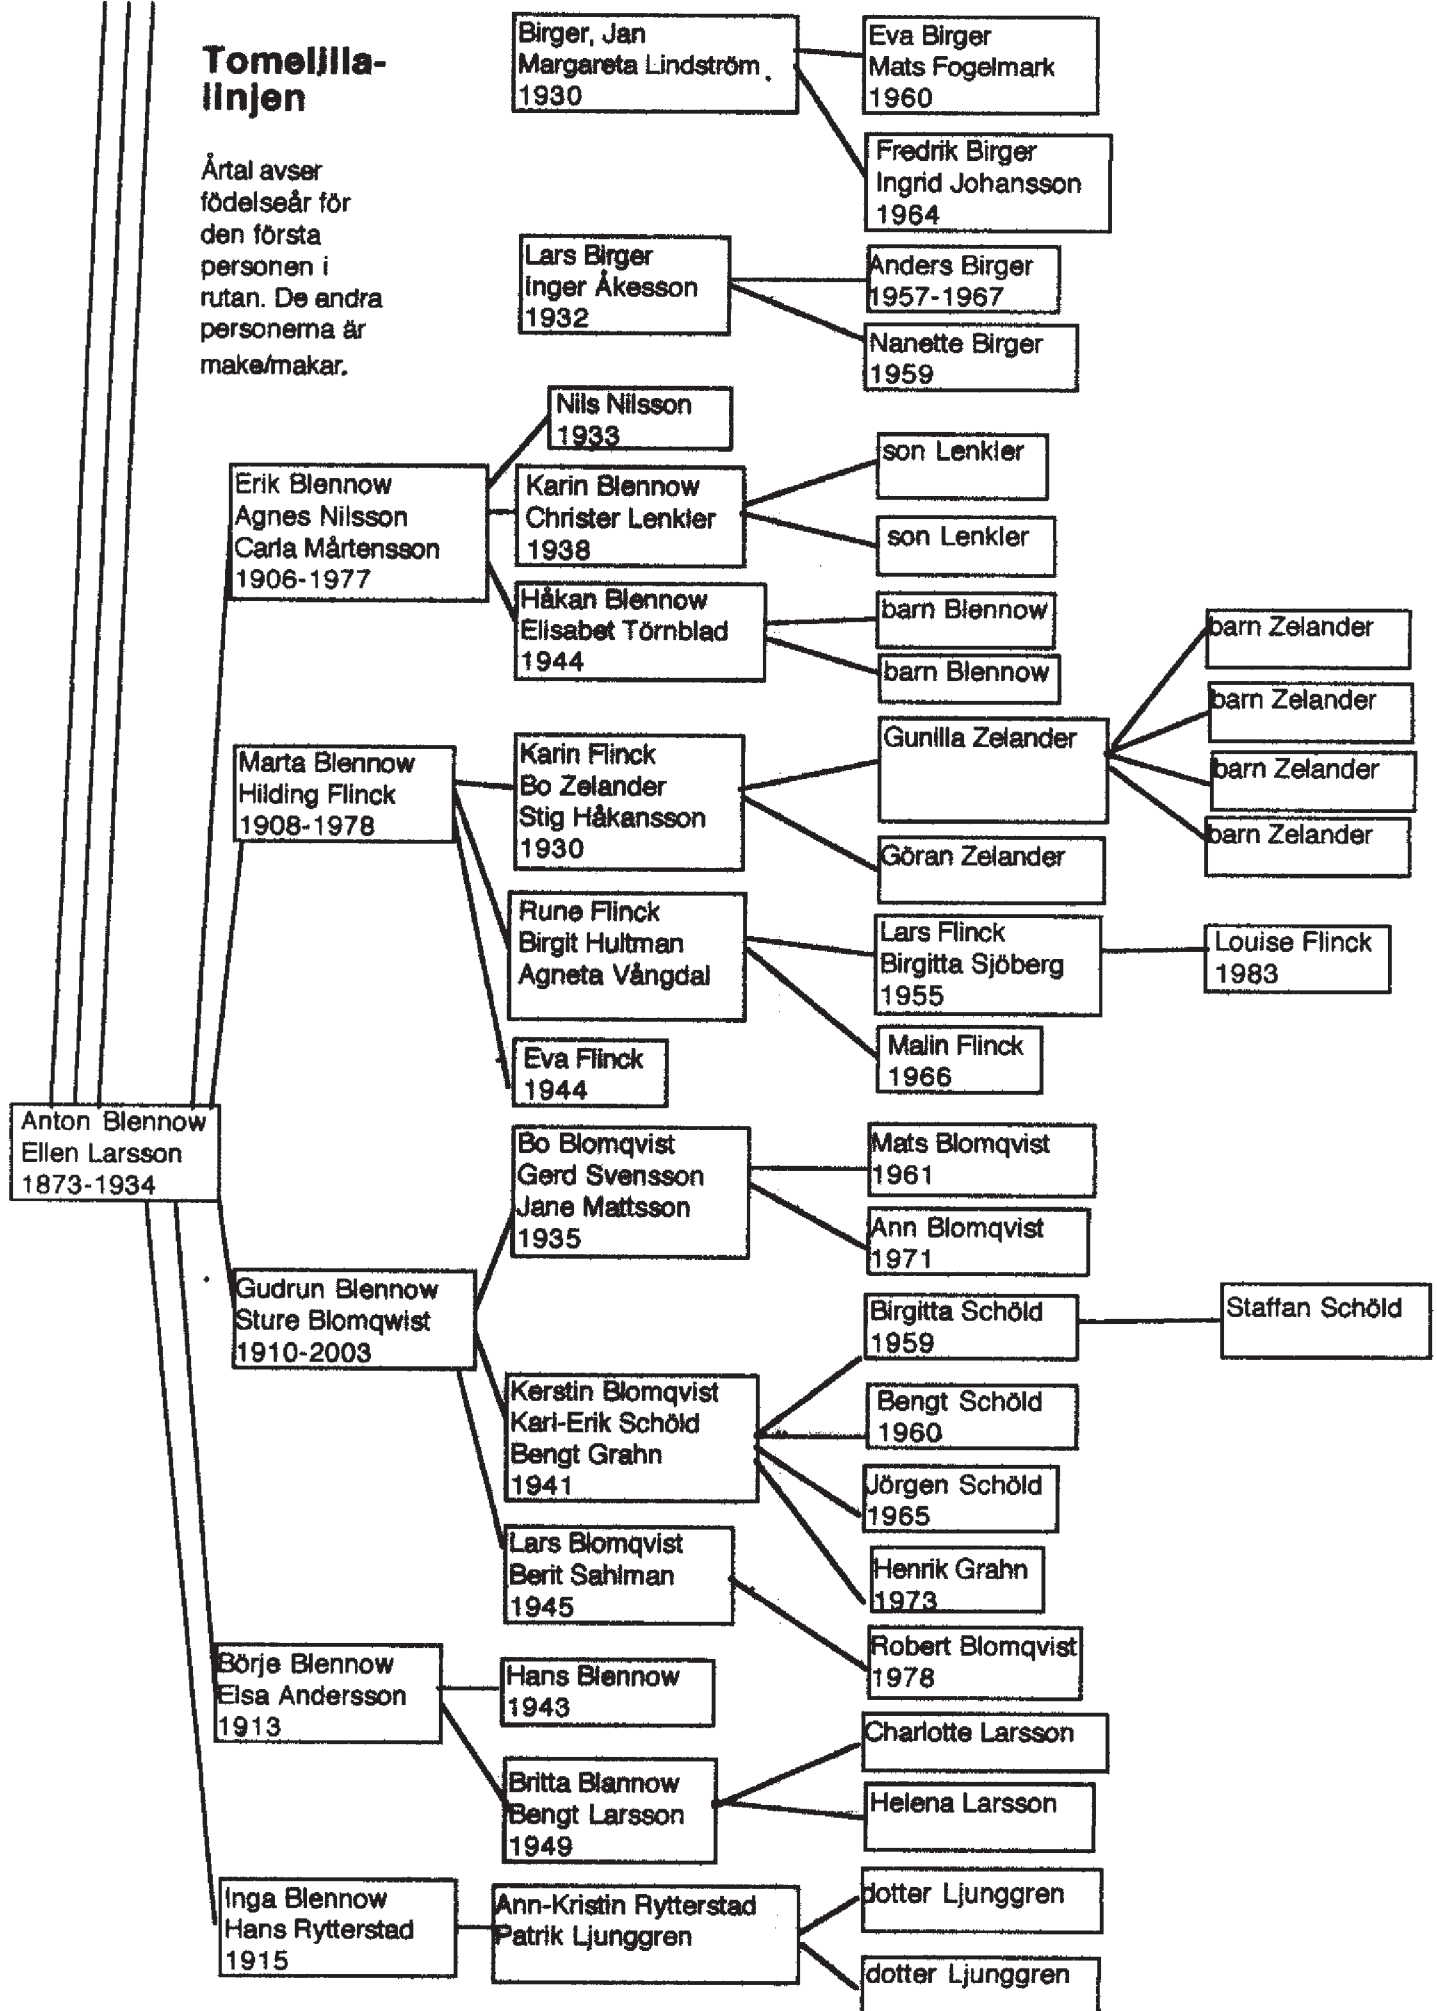 Tomelilla-
linjen
Årtal avser
födelseår för
den första
personen i
rutan. De andra
personerna är
make/makar.
Birger, Jan
Margareta Lindström
1930
Eva Birger
Mats Fogelmark
1960
Fredrik Birger
Ingrid Johansson
1964
Lars Birger
Inger Åkesson
1932
Anders Birger
1957-1967
Nanette Birger
1959
Erik Blennow
Agnes Nilsson
Carla Mårtensson
1906-1977
Nils Nilsson
1933
Karin Blennow
Christer Lenkler
1938
son Lenkler
son Lenkler
Håkan Blennow
Elisabet Törnblad
1944
barn Blennow
barn Blennow
Marta Blennow
Hilding Flinck
1908-1978
Karin Flinck
Bo Zelander
Stig Håkansson
1930
Gunilla Zelander
barn Zelander
barn Zelander
barn Zelander
barn Zelander
Göran Zelander
Rune Flinck
Birgit Hultman
Agneta Vångdal
Lars Flinck
Birgitta Sjöberg
1955
Louise Flinck
1983
Malin Flinck
1966
Eva Flinck
1944
Anton Blennow
Ellen Larsson
1873-1934
Gudrun Blennow
Sture Blomqwist
1910-2003
Bo Blomqvist
Gerd Svensson
Jane Mattsson
1935
Mats Blomqvist
1961
Ann Blomqvist
1971
Kerstin Blomqvist
Karl-Erik Schöld
Bengt Grahn
1941
Birgitta Schöld
1959
Staffan Schöld
Bengt Schöld
1960
Jörgen Schöld
1965
Henrik Grahn
1973
Lars Blomqvist
Berit Sahlman
1945
Robert Blomqvist
1978
Börje Blennow
Elsa Andersson
1913
Hans Blennow
1943
Britta Blannow
Bengt Larsson
1949
Charlotte Larsson
Helena Larsson
Inga Blennow
Hans Rytterstad
1915
Ann-Kristin Rytterstad
Patrik Ljunggren
dotter Ljunggren
dotter Ljunggren